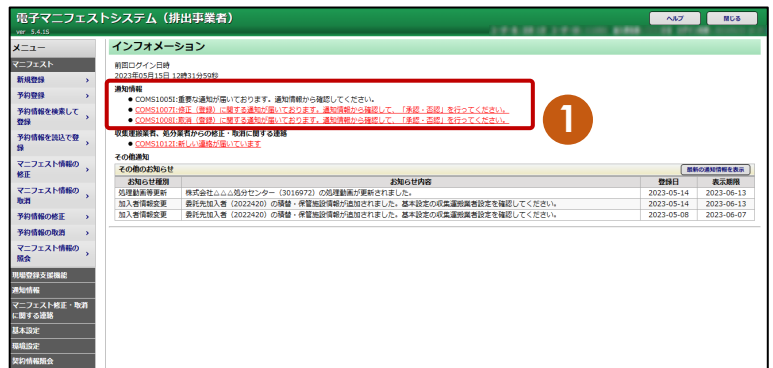 電子マニフェストシステム（排出事業者）
ver 5.4.15
ヘルプ
閉じる
メニュー
マニフェスト
新規登録
予約登録
予約情報を検索して
登録
予約情報を読込で登
録
マニフェスト情報の
修正
マニフェスト情報の
取消
予約情報の修正
予約情報の取消
マニフェスト情報の
照会
現場登録支援機能
通知情報
マニフェスト修正・取消
に関する連絡
基本設定
環境設定
契約情報照会
インフォメーション
前回ログイン日時
2023年05月15日 12時31分59秒
通知情報
● COMS1005I:重要な通知が届いております。通知情報から確認してください。
● COMS1007I:修正（登録）に関する通知が届いております。通知情報から確認して、「承認・否認」を行ってください。
● COMS1008I:取消（登録）に関する通知が届いております。通知情報から確認して、「承認・否認」を行ってください。
1
収集運搬業者、処分業者からの修正・取消に関する連絡
● COMS1012I:新しい連絡が届いています
その他通知
その他のお知らせ
最新の通知情報を表示
お知らせ種別 お知らせ内容 登録日 表示期限
処理動画等更新 株式会社△△△処分センター（3016972）の処理動画が更新されました。 2023-05-14 2023-06-13
加入者情報変更 委託先加入者（2022420）の積替・保管施設情報が追加されました。基本設定の収集運搬業者設定を確認してください。 2023-05-14 2023-06-13
加入者情報変更 委託先加入者（2022420）の積替・保管施設情報が追加されました。基本設定の収集運搬業者設定を確認してください。 2023-05-08 2023-06-07